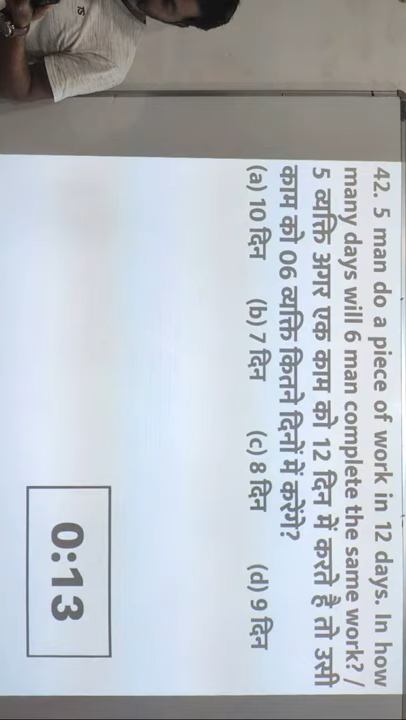 42. 5 man do a piece of work in 12 days. In how
many days will 6 man complete the same work? /
5 व्यक्ति अगर एक काम को 12 दिन में करते है तो उसी
काम को 06 व्यक्ति कितने दिनों में करेंगे?
(a) 10 दिन (b) 7 दिन (c) 8 दिन (d) 9 दिन
0:13